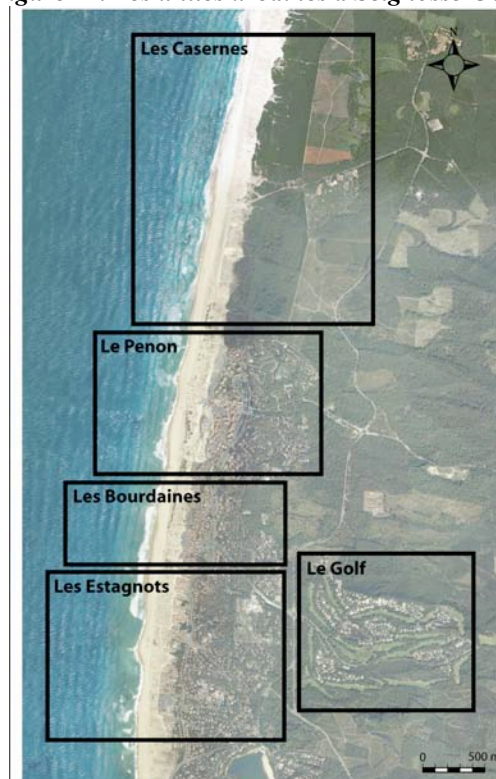 N
Les Casernes
Le Penon
Les Bourdaines
Les Estagnots
Le Golf
0 500 m